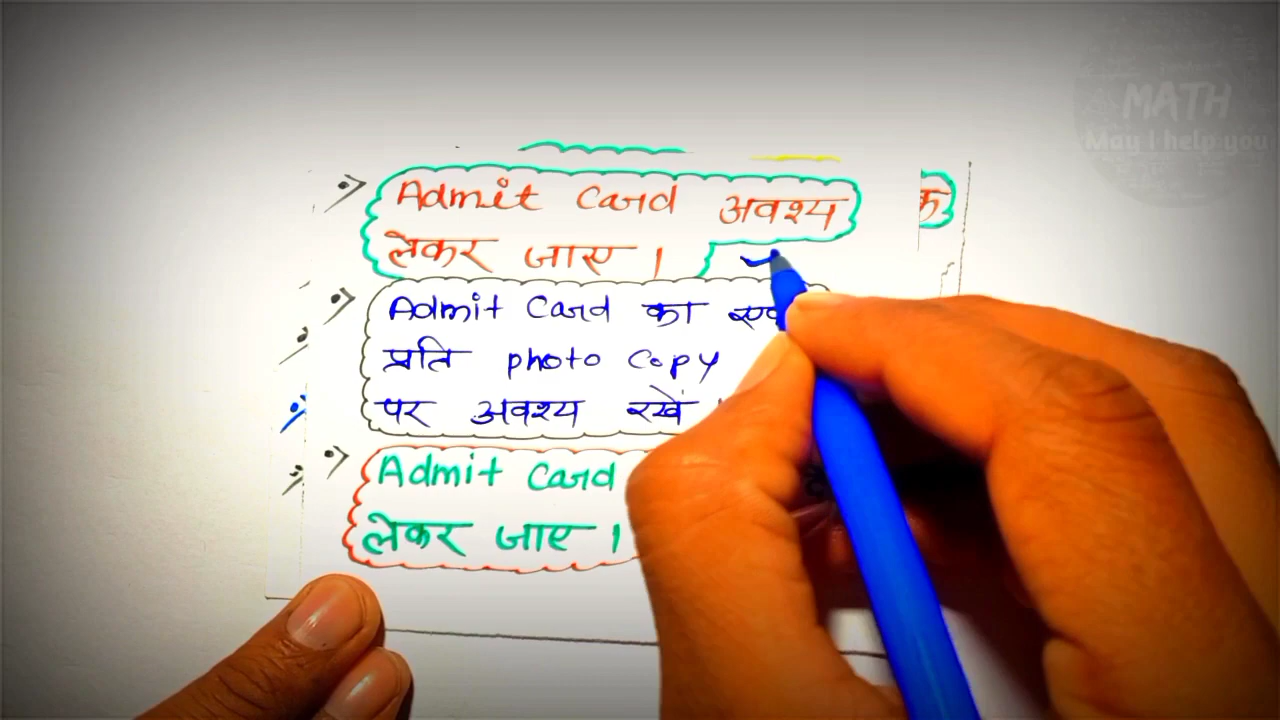 MATH
May I help you
Admit Card अवश्य
लेकर जाए ।
Admit Card का
प्रति photo Copy
पर अवश्य रखें
Admit Card
लेकर जाए ।